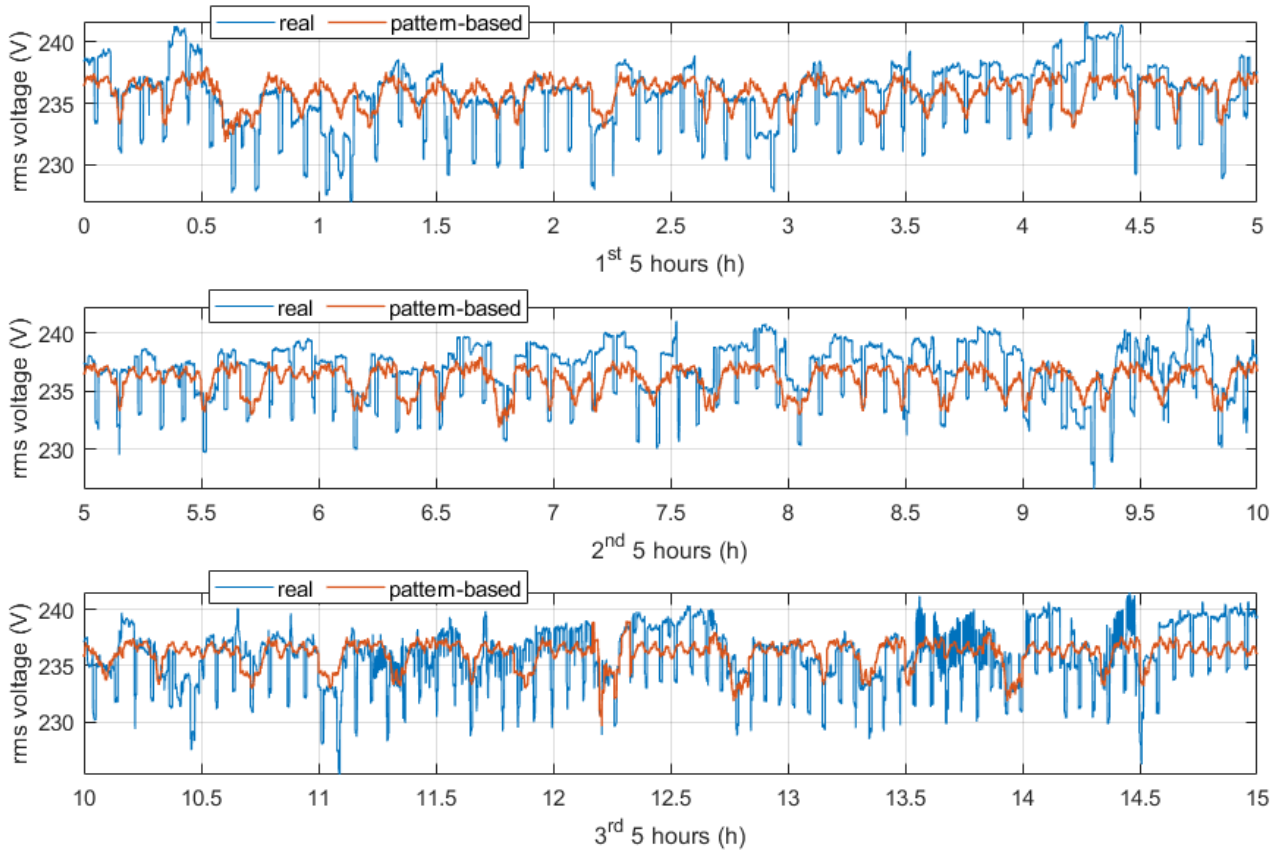 real pattern-based
rms voltage (V)
240
235
230
0 0.5 1 1.5 2 2.5 3 3.5 4 4.5 5
1st 5 hours (h)
real pattern-based
rms voltage (V)
240
235
230
5 5.5 6 6.5 7 7.5 8 8.5 9 9.5 10
2nd 5 hours (h)
real pattern-based
rms voltage (V)
240
235
230
10 10.5 11 11.5 12 12.5 13 13.5 14 14.5 15
3rd 5 hours (h)